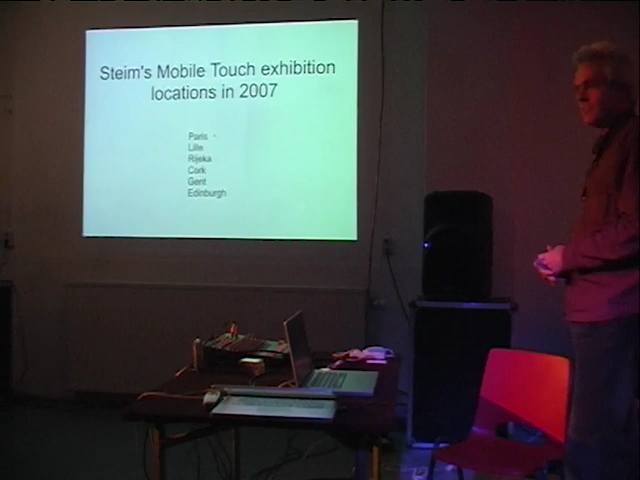 Steim's Mobile Touch exhibition
locations in 2007
Paris
Lille
Rijeka
Cork
Gent
Edinburgh